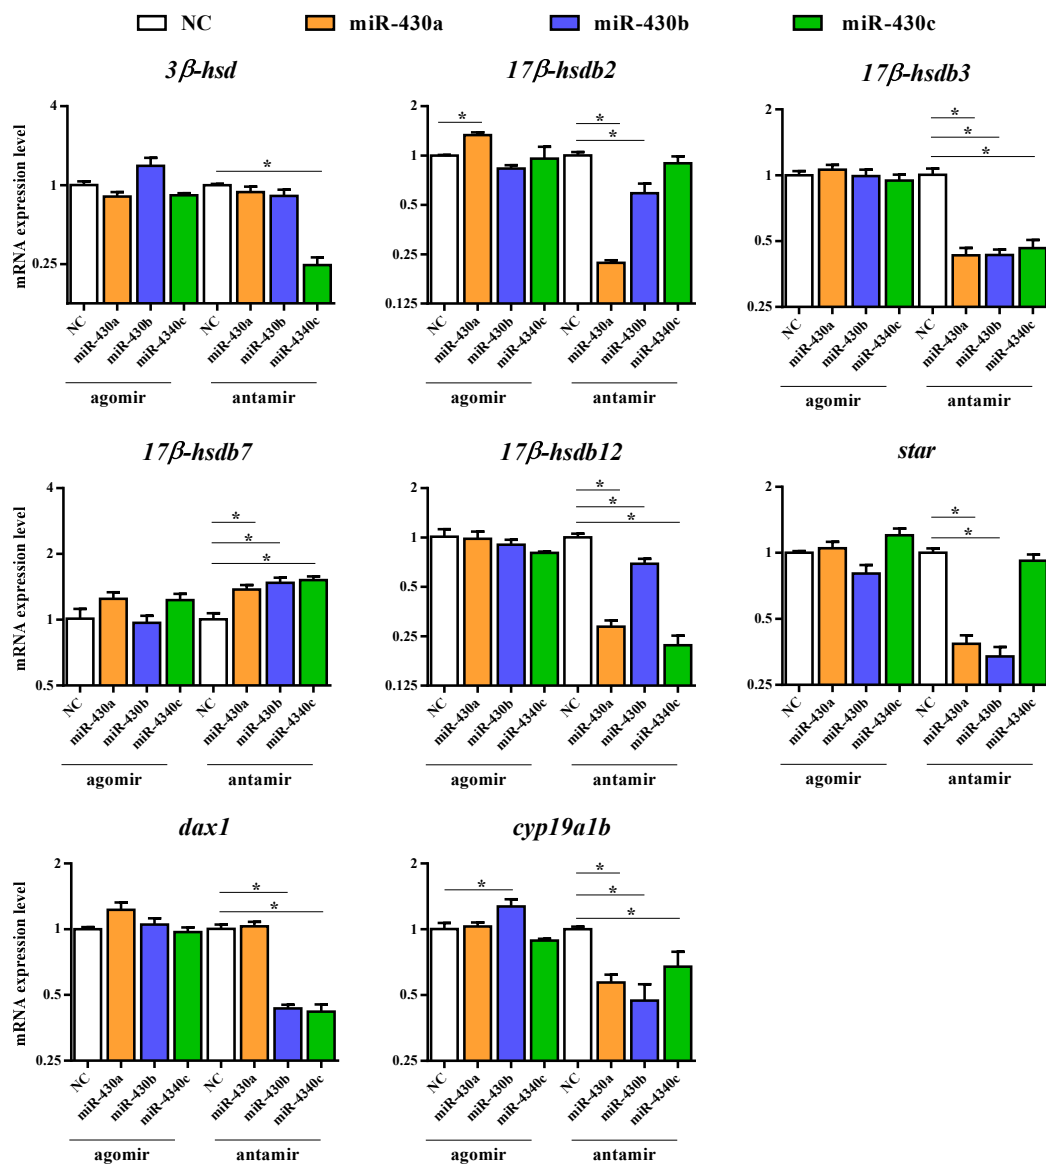 NC miR-430a miR-430b miR-430c
3β-hsd
mRNA expression level
4
1
0.25
*
NC miR-430a miR-430b miR-4340c NC miR-430a miR-430b miR-4340c
agomir antamir
17β-hsdb2
2
1
0.5
0.25
0.125
*
*
*
NC miR-430a miR-430b miR-4340c NC miR-430a miR-430b miR-4340c
agomir antamir
17β-hsdb3
2
1
0.5
0.25
*
*
*
NC miR-430a miR-430b miR-4340c NC miR-430a miR-430b miR-4340c
agomir antamir
17β-hsdb7
mRNA expression level
4
2
1
0.5
*
*
*
NC miR-430a miR-430b miR-4340c NC miR-430a miR-430b miR-4340c
agomir antamir
17β-hsdb12
2
1
0.5
0.25
0.125
*
*
*
NC miR-430a miR-430b miR-4340c NC miR-430a miR-430b miR-4340c
agomir antamir
star
2
1
0.5
0.25
*
*
NC miR-430a miR-430b miR-4340c NC miR-430a miR-430b miR-4340c
agomir antamir
dax1
mRNA expression level
2
1
0.5
0.25
*
*
NC miR-430a miR-430b miR-4340c NC miR-430a miR-430b miR-4340c
agomir antamir
cyp19a1b
2
1
0.5
0.25
*
*
*
*
NC miR-430a miR-430b miR-4340c NC miR-430a miR-430b miR-4340c
agomir antamir